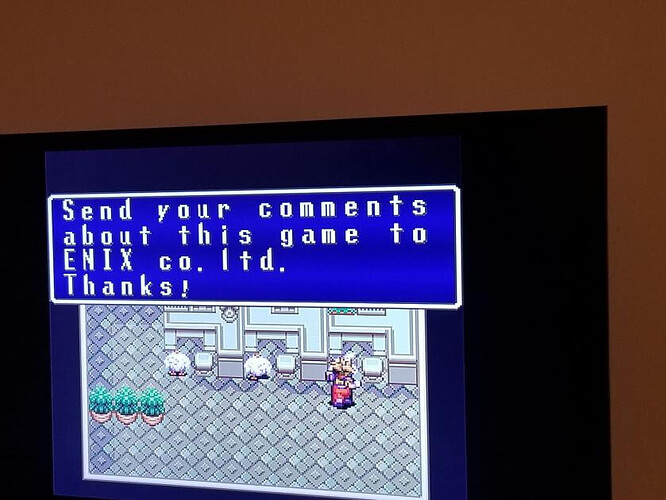 Send your comments
about this game to
ENIX co. ltd.
Thanks!